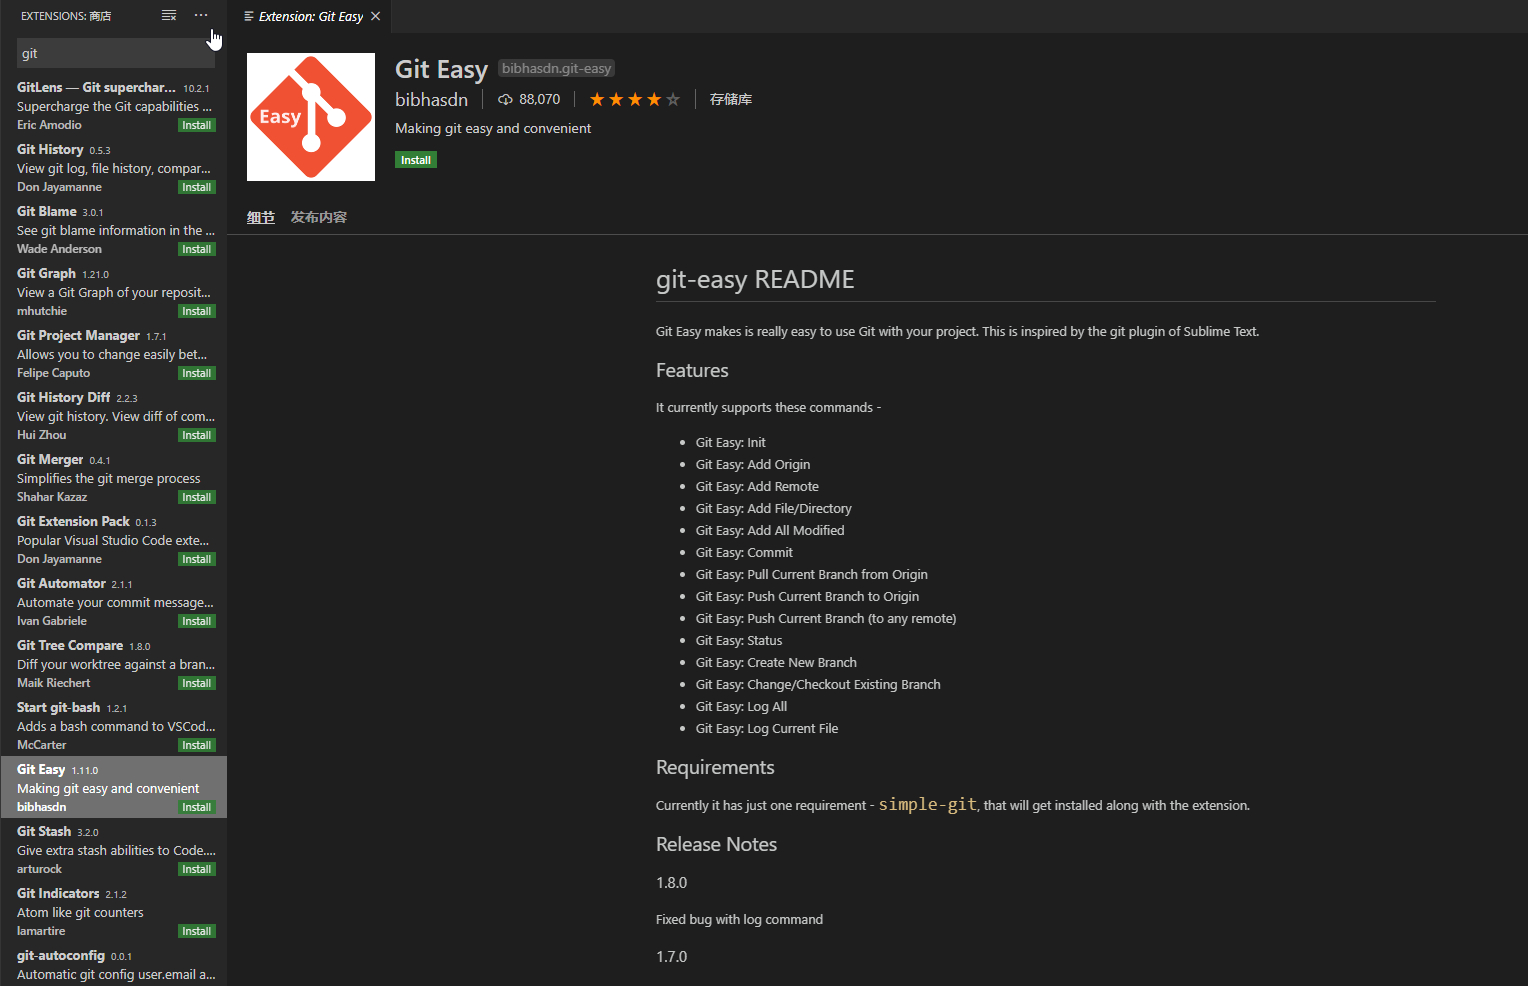 EXTENSIONS: 商店
git
GitLens — Git superchar... 10.2.1
Supercharge the Git capabilities ...
Eric Amodio Install
Git History 0.5.3
View git log, file history, compar...
Don Jayamanne Install
Git Blame 3.0.1
See git blame information in the ...
Wade Anderson Install
Git Graph 1.21.0
View a Git Graph of your reposit...
mhutchie Install
Git Project Manager 1.7.1
Allows you to change easily bet...
Felipe Caputo Install
Git History Diff 2.2.3
View git history. View diff of com...
Hui Zhou Install
Git Merger 0.4.1
Simplifies the git merge process
Shahar Kazaz Install
Git Extension Pack 0.1.3
Popular Visual Studio Code exte...
Don Jayamanne Install
Git Automator 2.1.1
Automate your commit message...
Ivan Gabriele Install
Git Tree Compare 1.8.0
Diff your worktree against a bran...
Maik Riechert Install
Start git-bash 1.2.1
Adds a bash command to VSCod...
McCarter Install
Git Easy 1.11.0
Making git easy and convenient
bibhasdn Install
Git Stash 3.2.0
Give extra stash abilities to Code....
arturock Install
Git Indicators 2.1.2
Atom like git counters
lamartire Install
git-autoconfig 0.0.1
Automatic git config user.email a...
Extension: Git Easy
Easy
Git Easy bibhasdn.git-easy
bibhasdn 88,070 存储库
Making git easy and convenient
Install
细节 发布内容
git-easy README
Git Easy makes is really easy to use Git with your project. This is inspired by the git plugin of Sublime Text.
Features
It currently supports these commands -
• Git Easy: Init
• Git Easy: Add Origin
• Git Easy: Add Remote
• Git Easy: Add File/Directory
• Git Easy: Add All Modified
• Git Easy: Commit
• Git Easy: Pull Current Branch from Origin
• Git Easy: Push Current Branch to Origin
• Git Easy: Push Current Branch (to any remote)
• Git Easy: Status
• Git Easy: Create New Branch
• Git Easy: Change/Checkout Existing Branch
• Git Easy: Log All
• Git Easy: Log Current File
Requirements
Currently it has just one requirement - simple-git, that will get installed along with the extension.
Release Notes
1.8.0
Fixed bug with log command
1.7.0